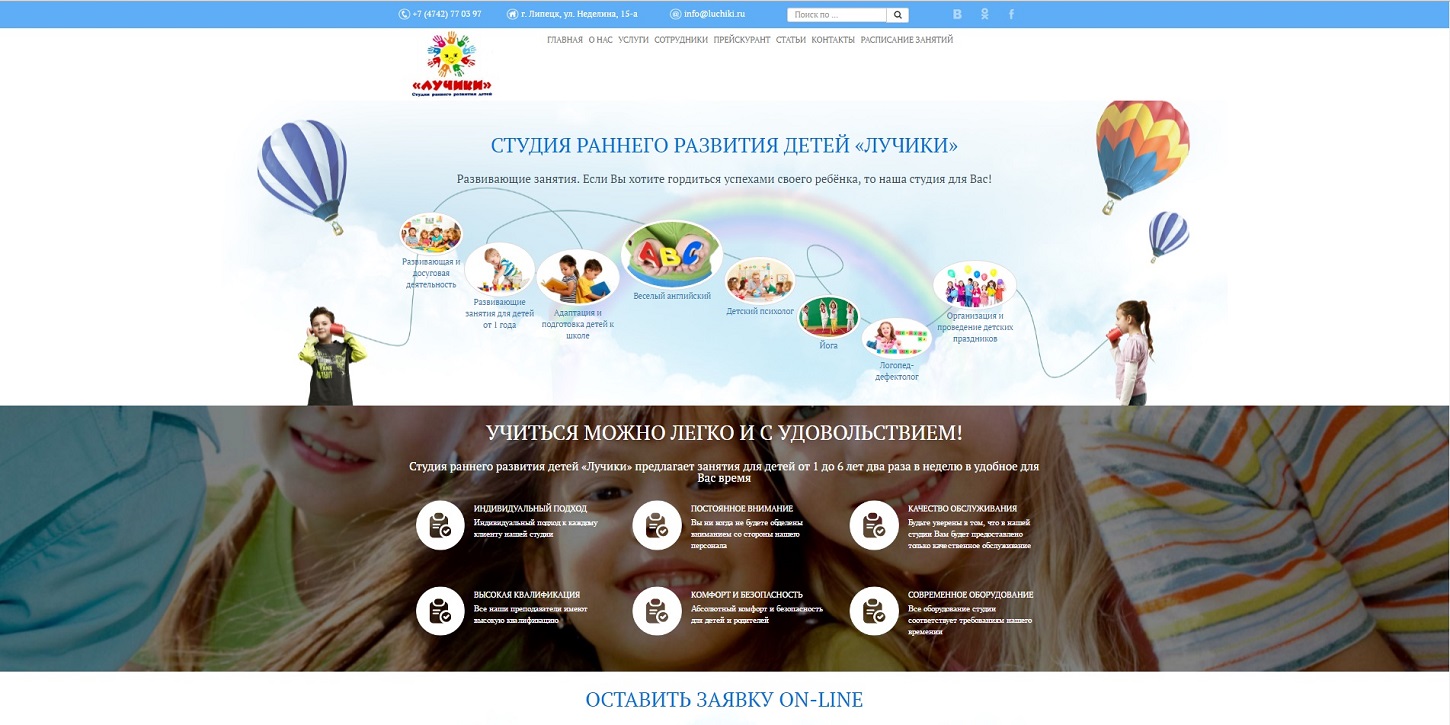 +7 (4742) 77 03 97
г. Липецк, ул. Неделина, 15-а
info@luchiki.ru
Поиск по ...
«ЛУЧИКИ»
Студия раннего развития детей
ГЛАВНАЯ О НАС УСЛУГИ СОТРУДНИКИ ПРЕЙСКУРАНТ СТАТЬИ КОНТАКТЫ РАСПИСАНИЕ ЗАНЯТИЙ
СТУДИЯ РАННЕГО РАЗВИТИЯ ДЕТЕЙ «ЛУЧИКИ»
Развивающие занятия. Если Вы хотите гордиться успехами своего ребёнка, то наша студия для Вас!
Развивающая и
досуговая
деятельность
Развивающие
занятия для детей
от 1 года
Адаптация и
подготовка детей к
школе
ABC
Веселый английский
Детский психолог
Йога
Логопед-
дефектолог
Организация и
проведение детских
праздников
УЧИТЬСЯ МОЖНО ЛЕГКО И С УДОВОЛЬСТВИЕМ!
Студия раннего развития детей «Лучики» предлагает занятия для детей от 1 до 6 лет два раза в неделю в удобное для
Вас время
ИНДИВИДУАЛЬНЫЙ ПОДХОД
Индивидуальный подход к каждому
клиенту нашей студии
ПОСТОЯННОЕ ВНИМАНИЕ
Вы ни когда не будете обделены
вниманием со стороны нашего
персонала
КАЧЕСТВО ОБСЛУЖИВАНИЯ
Будьте уверены в том, что в нашей
студии Вам будет предоставлено
только качественное обслуживание
ВЫСОКАЯ КВАЛИФИКАЦИЯ
Все наши преподаватели имеют
высокую квалификацию
КОМФОРТ И БЕЗОПАСНОСТЬ
Абсолютный комфорт и безопасность
для детей и родителей
СОВРЕМЕННОЕ ОБОРУДОВАНИЕ
Все оборудование студии
соответствует требованиям нашего
времении
ОСТАВИТЬ ЗАЯВКУ ON-LINE